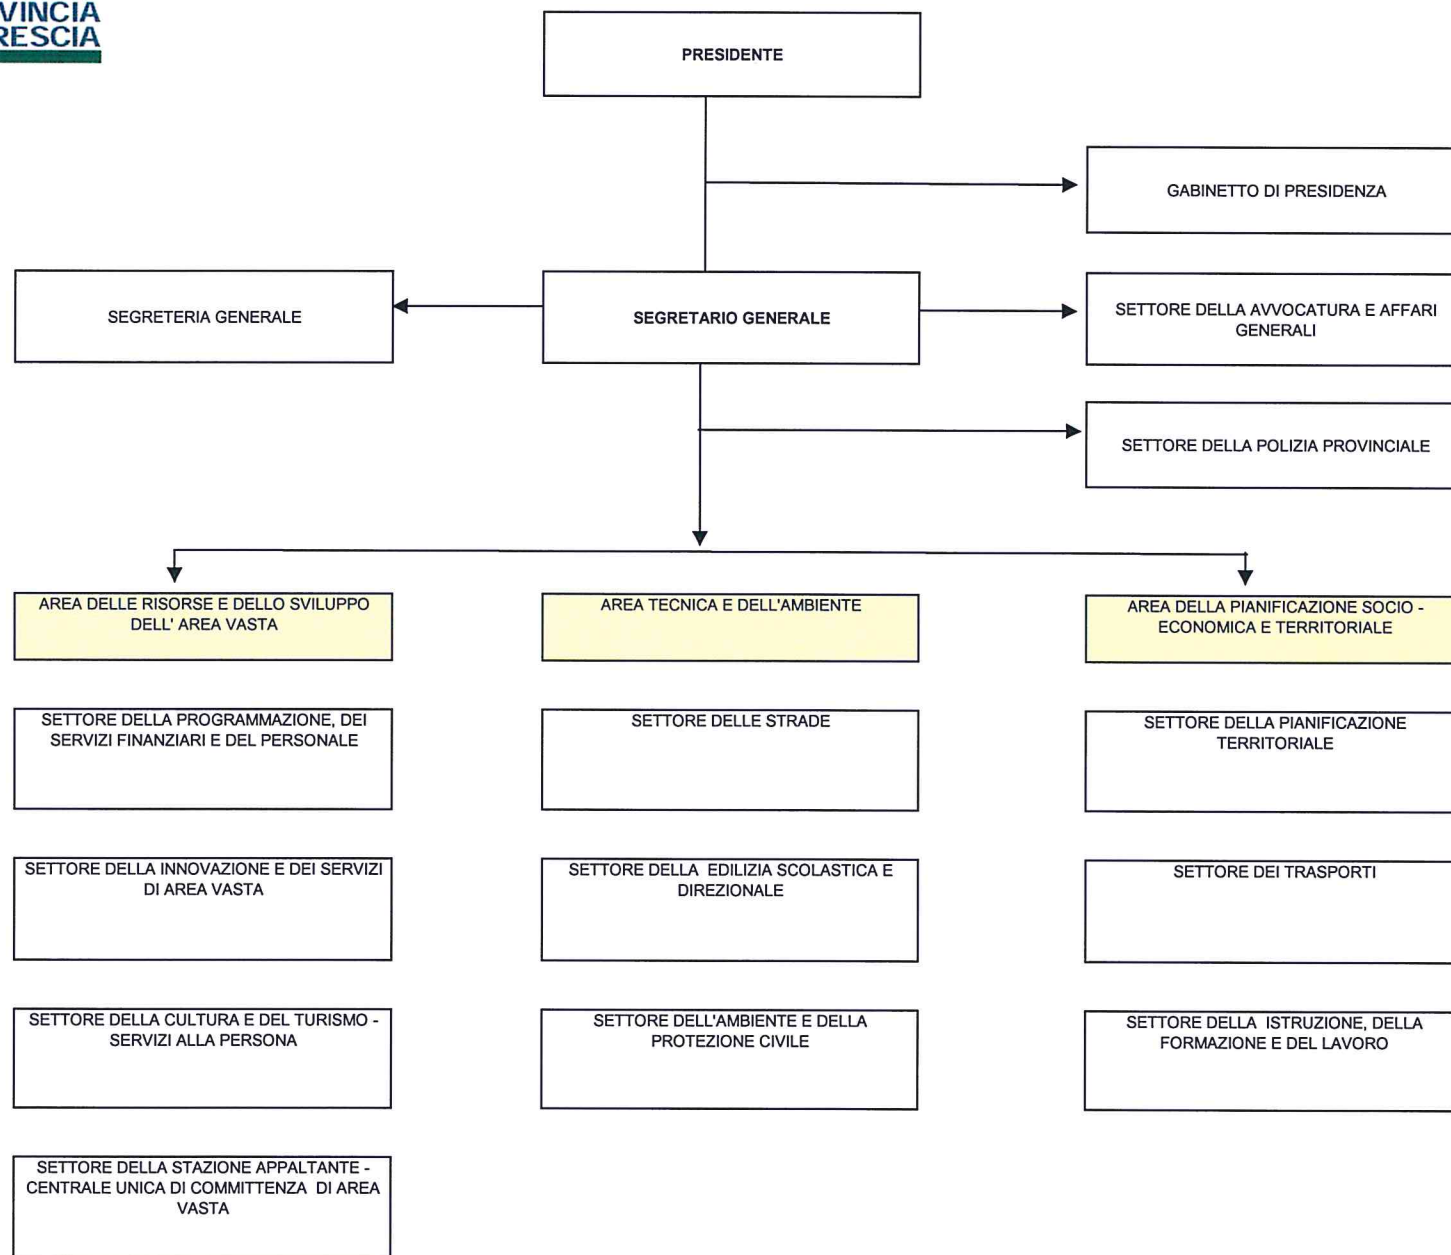 VINCIA
RESCIA
PRESIDENTE
GABINETTO DI PRESIDENZA
SEGRETERIA GENERALE
SEGRETARIO GENERALE
SETTORE DELLA AVVOCATURA E AFFARI
GENERALI
SETTORE DELLA POLIZIA PROVINCIALE
AREA DELLE RISORSE E DELLO SVILUPPO
DELL' AREA VASTA
AREA TECNICA E DELL'AMBIENTE
AREA DELLA PIANIFICAZIONE SOCIO -
ECONOMICA E TERRITORIALE
SETTORE DELLA PROGRAMMAZIONE, DEI
SERVIZI FINANZIARI E DEL PERSONALE
SETTORE DELLE STRADE
SETTORE DELLA PIANIFICAZIONE
TERRITORIALE
SETTORE DELLA INNOVAZIONE E DEI SERVIZI
DI AREA VASTA
SETTORE DELLA  EDILIZIA SCOLASTICA E
DIREZIONALE
SETTORE DEI TRASPORTI
SETTORE DELLA CULTURA E DEL TURISMO -
SERVIZI ALLA PERSONA
SETTORE DELL'AMBIENTE E DELLA
PROTEZIONE CIVILE
SETTORE DELLA  ISTRUZIONE, DELLA
FORMAZIONE E DEL LAVORO
SETTORE DELLA STAZIONE APPALTANTE -
CENTRALE UNICA DI COMMITTENZA  DI AREA
VASTA